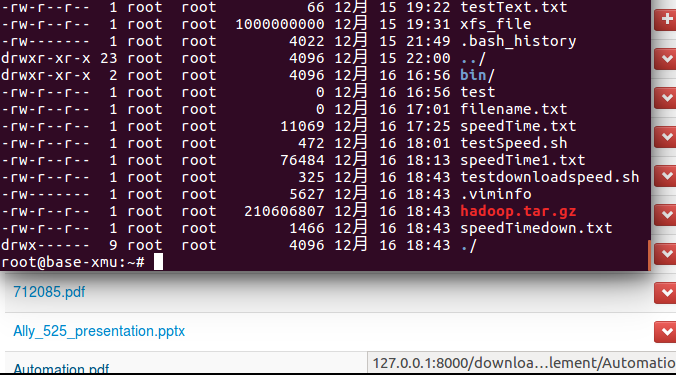 -rw-r--r-- 1 root root 66 12月 15 19:22 testText.txt
-rw-r--r-- 1 root root 1000000000 12月 15 19:31 xfs_file
-rw------- 1 root root 4022 12月 15 21:49 .bash_history
drwxr-xr-x 23 root root 4096 12月 15 22:00 ../
drwxr-xr-x 2 root root 4096 12月 16 16:56 bin/
-rw-r--r-- 1 root root 0 12月 16 16:56 test
-rw-r--r-- 1 root root 0 12月 16 17:01 filename.txt
-rw-r--r-- 1 root root 11069 12月 16 17:25 speedTime.txt
-rw-r--r-- 1 root root 472 12月 16 18:01 testSpeed.sh
-rw-r--r-- 1 root root 76484 12月 16 18:13 speedTime1.txt
-rw-r--r-- 1 root root 325 12月 16 18:43 testdownloadspeed.sh
-rw------- 1 root root 5627 12月 16 18:43 .viminfo
-rw-r--r-- 1 root root 210606807 12月 16 18:43 hadoop.tar.gz
-rw-r--r-- 1 root root 1466 12月 16 18:43 speedTimedown.txt
drwx------ 9 root root 4096 12月 16 18:43 ./
root@base-xmu:~#
712085.pdf
Ally_525_presentation.pptx
Automation.pdf
127.0.0.1:8000/downloa...lement/Automatio